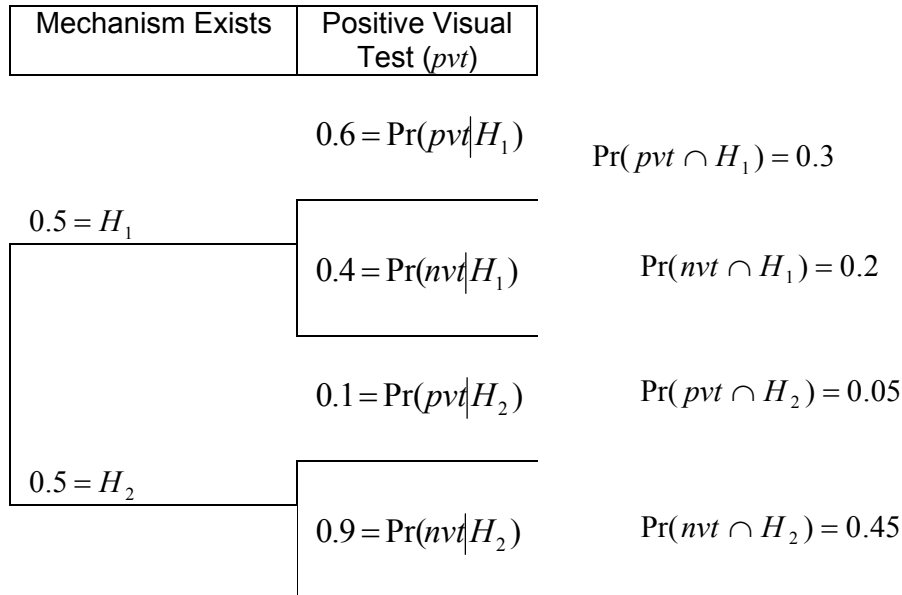 Mechanism Exists
Positive Visual
Test (pvt)
0.6 = Pr(pvt|H₁)
Pr(pvt ∩ H₁) = 0.3
0.5 = H₁
0.4 = Pr(nvt|H₁)
Pr(nvt ∩ H₁) = 0.2
0.1 = Pr(pvt|H₂)
Pr(pvt ∩ H₂) = 0.05
0.5 = H₂
0.9 = Pr(nvt|H₂)
Pr(nvt ∩ H₂) = 0.45